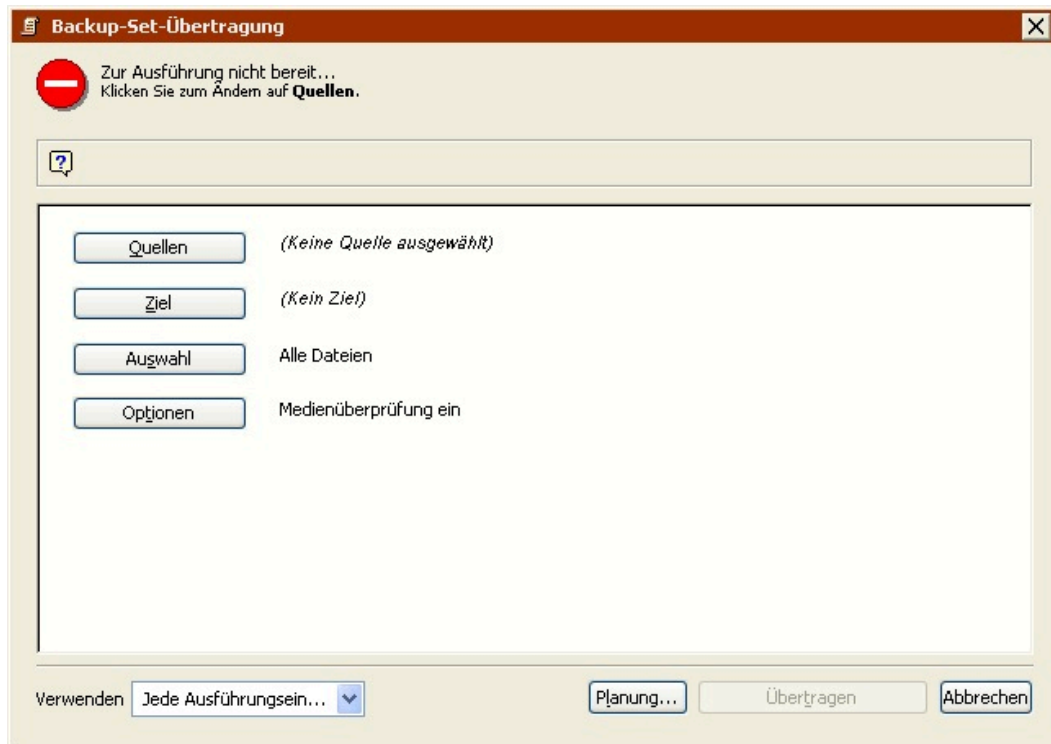 Backup-Set-Übertragung
Zur Ausführung nicht bereit...
Klicken Sie zum Ändern auf Quellen.
Quellen (Keine Quelle ausgewählt)
Ziel (Kein Ziel)
Auswahl Alle Dateien
Optionen Medienüberprüfung ein
Verwenden Jede Ausführungsein... Planung... Übertragen Abbrechen